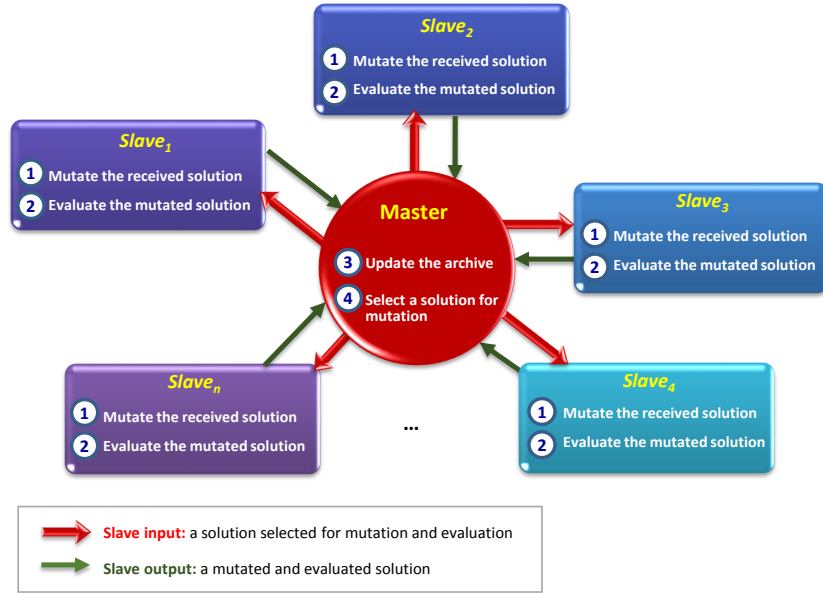 Slave2
1 Mutate the received solution
2 Evaluate the mutated solution
Slave1
1 Mutate the received solution
2 Evaluate the mutated solution
Master
3 Update the archive
4 Select a solution for
mutation
Slave3
1 Mutate the received solution
2 Evaluate the mutated solution
Slaven
1 Mutate the received solution
2 Evaluate the mutated solution
...
Slave4
1 Mutate the received solution
2 Evaluate the mutated solution
Slave input: a solution selected for mutation and evaluation
Slave output: a mutated and evaluated solution